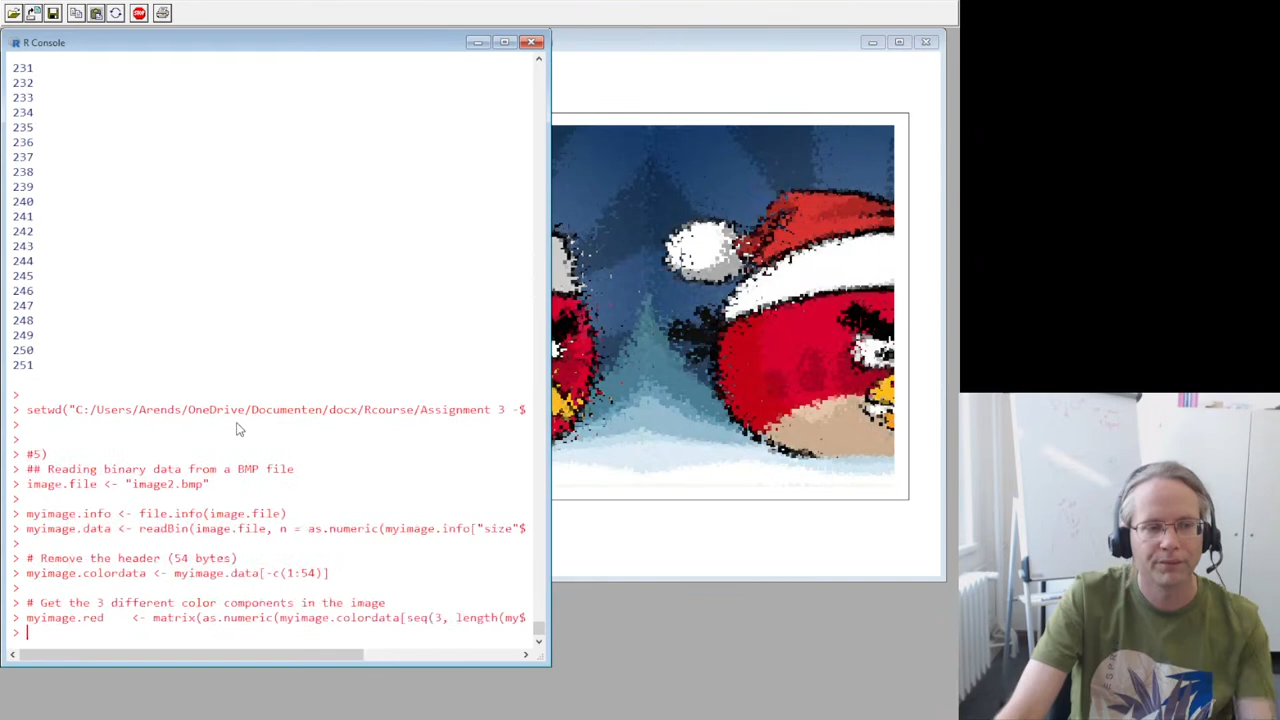 STOP
R Console
231
232
233
234
235
236
237
238
239
240
241
242
243
244
245
246
247
248
249
250
251
>
> setwd("C:/Users/Arends/OneDrive/Documenten/docx/Rcourse/Assignment 3 -$
>
>
> #5)
> ## Reading binary data from a BMP file
> image.file <- "image2.bmp"
>
> myimage.info <- file.info(image.file)
> myimage.data <- readBin(image.file, n = as.numeric(myimage.info["size"$
>
> # Remove the header (54 bytes)
> myimage.colordata <- myimage.data[-c(1:54)]
>
> # Get the 3 different color components in the image
> myimage.red    <- matrix(as.numeric(myimage.colordata[seq(3, length(my$
>